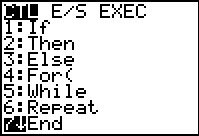 CTL E/S EXEC
1:If
2:Then
3:Else
4:For(
5:While
6:Repeat
7↓End